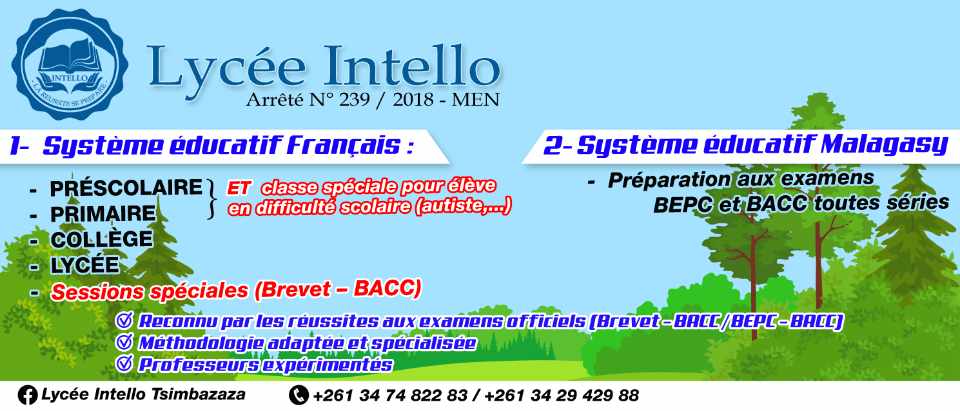 INTELLO
LA RÉUSSITE SE PRÉPARE
Lycée Intello
Arrêté N° 239 / 2018 - MEN
1- Système éducatif Français :
- PRÉSCOLAIRE
- PRIMAIRE
ET classe spéciale pour élève
en difficulté scolaire (autiste,...)
- COLLÈGE
- LYCÉE
- Sessions spéciales (Brevet – BACC)
2- Système éducatif Malagasy
- Préparation aux examens
BEPC et BACC toutes séries
Reconnu par les réussites aux examens officiels (Brevet - BACC / BEPC - BACC)
Méthodologie adaptée et spécialisée
Professeurs expérimentés
Lycée Intello Tsimbazaza
+261 34 74 822 83 / +261 34 29 429 88